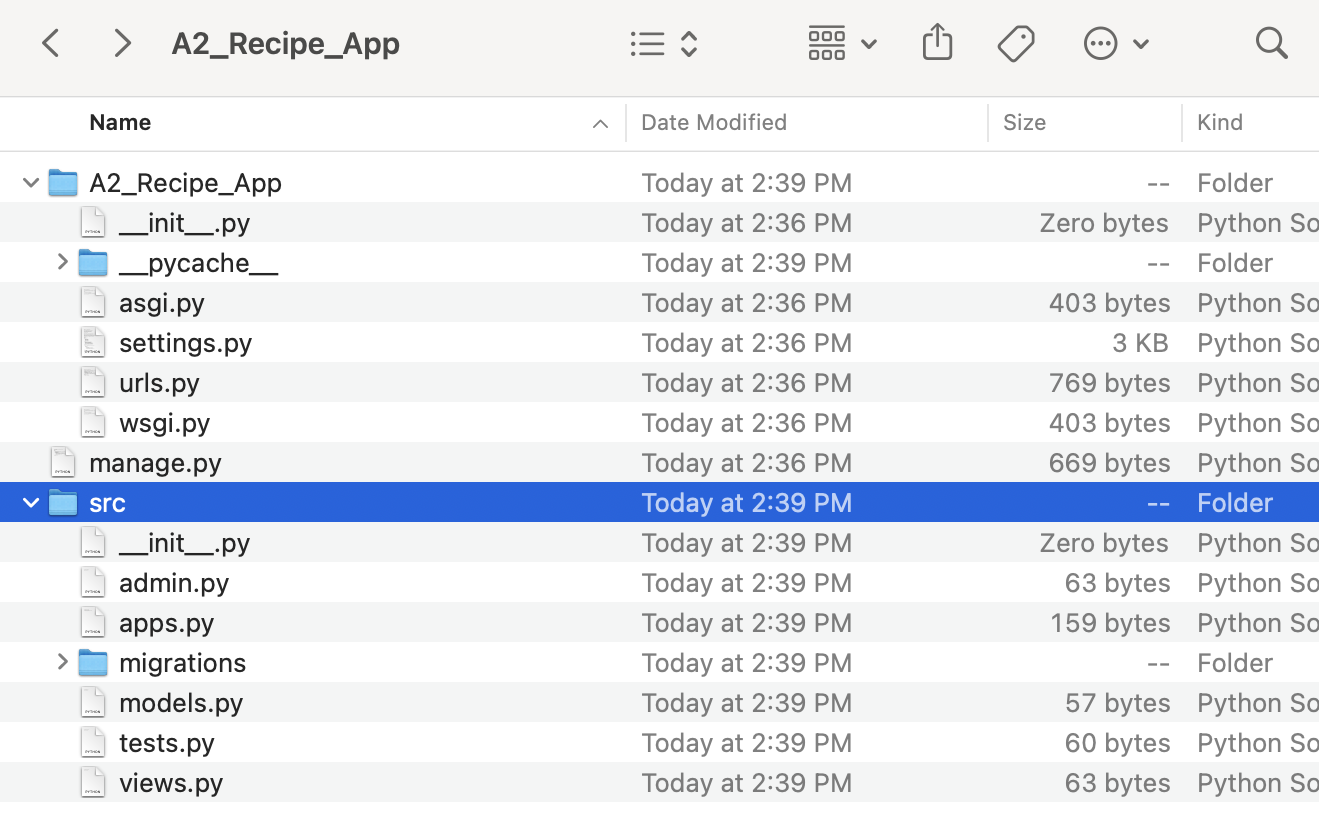 A2_Recipe_App
Name Date Modified Size Kind
A2_Recipe_App Today at 2:39 PM -- Folder
__init__.py Today at 2:36 PM Zero bytes Python So
__pycache__ Today at 2:39 PM -- Folder
asgi.py Today at 2:36 PM 403 bytes Python So
settings.py Today at 2:36 PM 3 KB Python So
urls.py Today at 2:36 PM 769 bytes Python So
wsgi.py Today at 2:36 PM 403 bytes Python So
manage.py Today at 2:36 PM 669 bytes Python So
src Today at 2:39 PM -- Folder
__init__.py Today at 2:39 PM Zero bytes Python So
admin.py Today at 2:39 PM 63 bytes Python So
apps.py Today at 2:39 PM 159 bytes Python So
migrations Today at 2:39 PM -- Folder
models.py Today at 2:39 PM 57 bytes Python So
tests.py Today at 2:39 PM 60 bytes Python So
views.py Today at 2:39 PM 63 bytes Python So